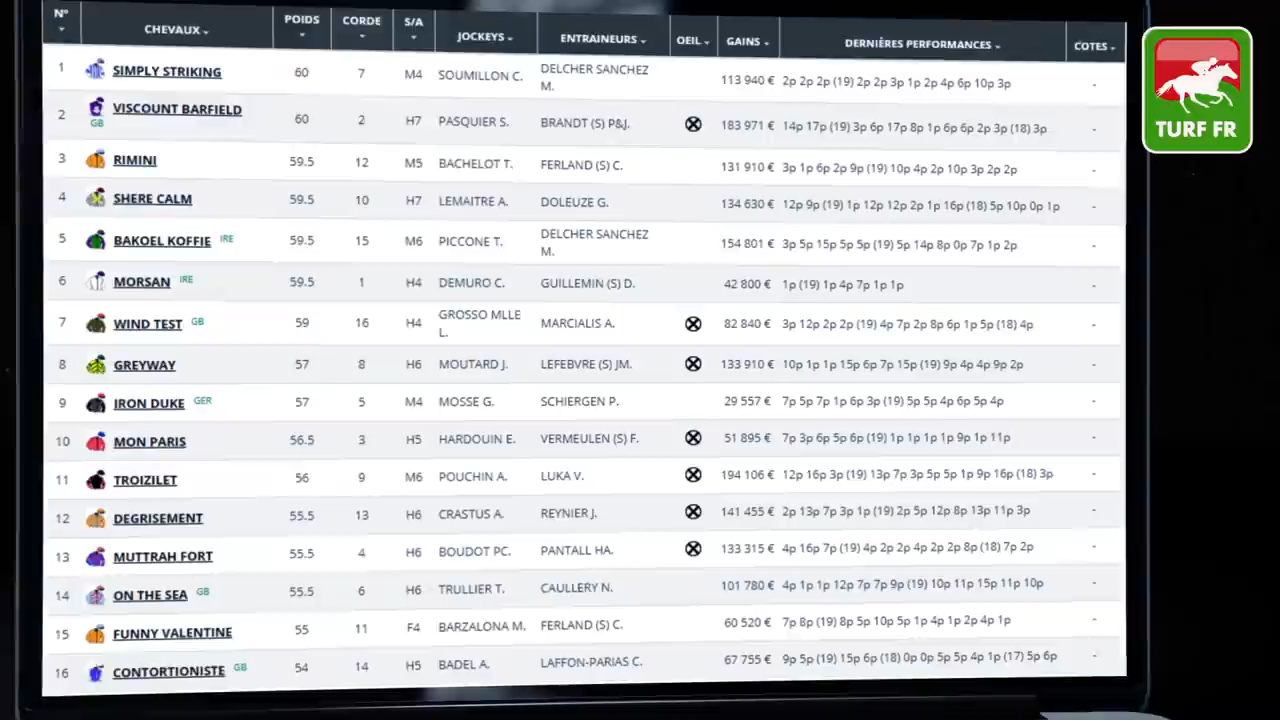 N° CHEVAUX POIDS CORDE S/A JOCKEYS ENTRAINEURS OEIL GAINS DERNIÈRES PERFORMANCES COTES
1 SIMPLY STRIKING 60 7 M4 SOUMILLON C. DELCHER SANCHEZ M. 113 940 € 2p 2p 2p (19) 2p 2p 3p 1p 2p 4p 6p 10p 3p -
2 VISCOUNT BARFIELD GB 60 2 H7 PASQUIER S. BRANDT (S) P&J. 183 971 € 14p 17p (19) 3p 6p 17p 8p 1p 6p 6p 2p 3p (18) 3p -
3 RIMINI 59.5 12 M5 BACHELOT T. FERLAND (S) C. 131 910 € 3p 1p 6p 2p 9p (19) 10p 4p 2p 10p 3p 2p 2p -
4 SHERE CALM 59.5 10 H7 LEMAITRE A. DOLEUZE G. 134 630 € 12p 9p (19) 1p 12p 12p 2p 1p 16p (18) 5p 10p 0p 1p -
5 BAKOEL KOFFIE IRE 59.5 15 M6 PICCONE T. DELCHER SANCHEZ M. 154 801 € 3p 5p 15p 5p 5p (19) 5p 14p 8p 0p 7p 1p 2p -
6 MORSAN IRE 59.5 1 H4 DEMURO C. GUILLEMIN (S) D. 42 800 € 1p (19) 1p 4p 7p 1p 1p -
7 WIND TEST GB 59 16 H4 GROSSO MLLE L. MARCIALIS A. 82 840 € 3p 12p 2p 2p (19) 4p 7p 2p 8p 6p 1p 5p (18) 4p -
8 GREYWAY 57 8 H6 MOUTARD J. LEFEBVRE (S) JM. 133 910 € 10p 1p 1p 15p 6p 7p 15p (19) 9p 4p 4p 9p 2p -
9 IRON DUKE GER 57 5 M4 MOSSE G. SCHIERGEN P. 29 557 € 7p 5p 7p 1p 6p 3p (19) 5p 5p 4p 6p 5p 4p -
10 MON PARIS 56.5 3 H5 HARDOUIN E. VERMEULEN (S) F. 51 895 € 7p 3p 6p 5p 6p (19) 1p 1p 1p 1p 9p 1p 11p -
11 TROIZILET 56 9 M6 POUCHIN A. LUKA V. 194 106 € 12p 16p 3p (19) 13p 7p 3p 5p 5p 1p 9p 16p (18) 3p -
12 DEGRISEMENT 55.5 13 H6 CRASTUS A. REYNIER J. 141 455 € 2p 13p 7p 3p 1p (19) 2p 5p 12p 8p 13p 11p 3p -
13 MUTTRAH FORT 55.5 4 H6 BOUDOT PC. PANTALL HA. 133 315 € 4p 16p 7p (19) 4p 2p 2p 4p 2p 2p 8p (18) 7p 2p -
14 ON THE SEA GB 55.5 6 H6 TRULLIER T. CAULLERY N. 101 780 € 4p 1p 1p 12p 7p 7p 9p (19) 10p 11p 15p 11p 10p -
15 FUNNY VALENTINE 55 11 F4 BARZALONA M. FERLAND (S) C. 60 520 € 7p 8p (19) 8p 5p 10p 5p 1p 4p 1p 2p 4p 1p -
16 CONTORTIONISTE GB 54 14 H5 BADEL A. LAFFON-PARIAS C. 67 755 € 9p 5p (19) 15p 6p (18) 0p 0p 5p 5p 4p 1p (17) 5p 6p -
TURF FR